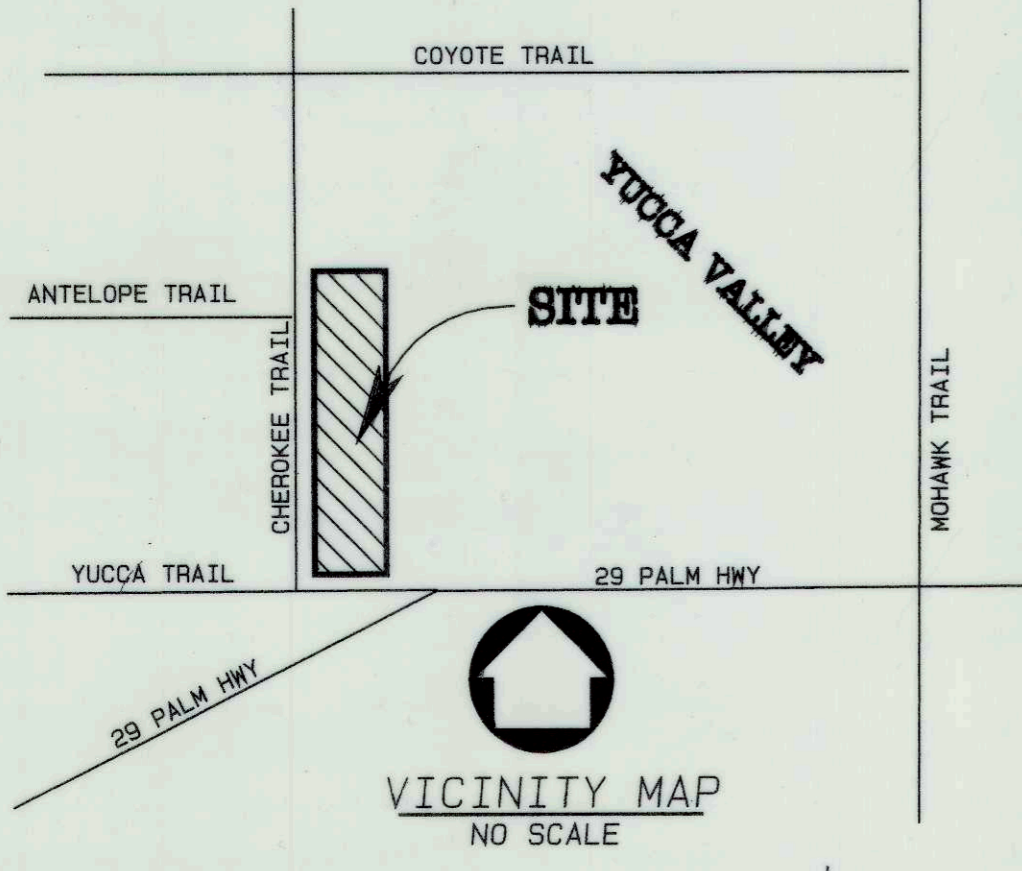 COYOTE TRAIL
YUCCA VALLEY
ANTELOPE TRAIL
SITE
CHEROKEE TRAIL
MOHAWK TRAIL
YUCCA TRAIL
29 PALM HWY
29 PALM HWY
VICINITY MAP
NO SCALE